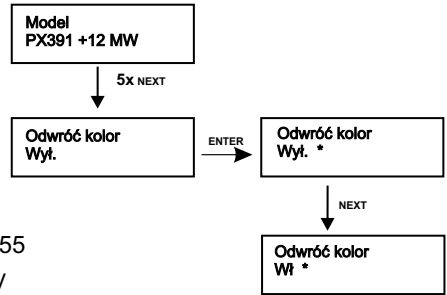 Model
PX391 +12 MW
5x NEXT
Odwróć kolor
Wył.
ENTER
Odwróć kolor
Wył. *
NEXT
55
Odwróć kolor
Wł *